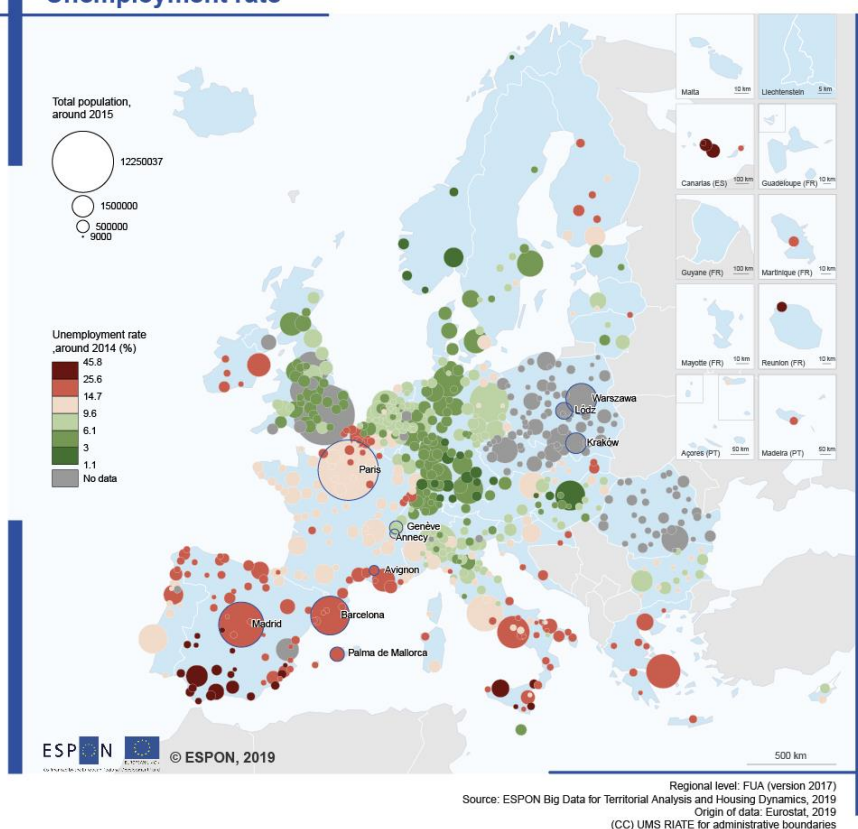 Unemployment rate
Total population,
around 2015
12250037
1500000
500000
9000
Unemployment rate
,around 2014 (%)
45.8
25.6
14.7
9.6
6.1
3
1.1
No data
Malta
10 km
Liechtenstein
5 km
Canarias (ES)
100 km
Guadeloupe (FR)
10 km
Guyane (FR)
100 km
Martinique (FR)
10 km
Mayotte (FR)
10 km
Reunion (FR)
10 km
Açores (PT)
50 km
Madeira (PT)
50 km
Warszawa
Lódz
Kraków
Paris
Genève
Annecy
Avignon
Barcelona
Madrid
Palma de Mallorca
ESPON
© ESPON, 2019
500 km
Regional level: FUA (version 2017)
Source: ESPON Big Data for Territorial Analysis and Housing Dynamics, 2019
Origin of data: Eurostat, 2019
(CC) UMS RIATE for administrative boundaries